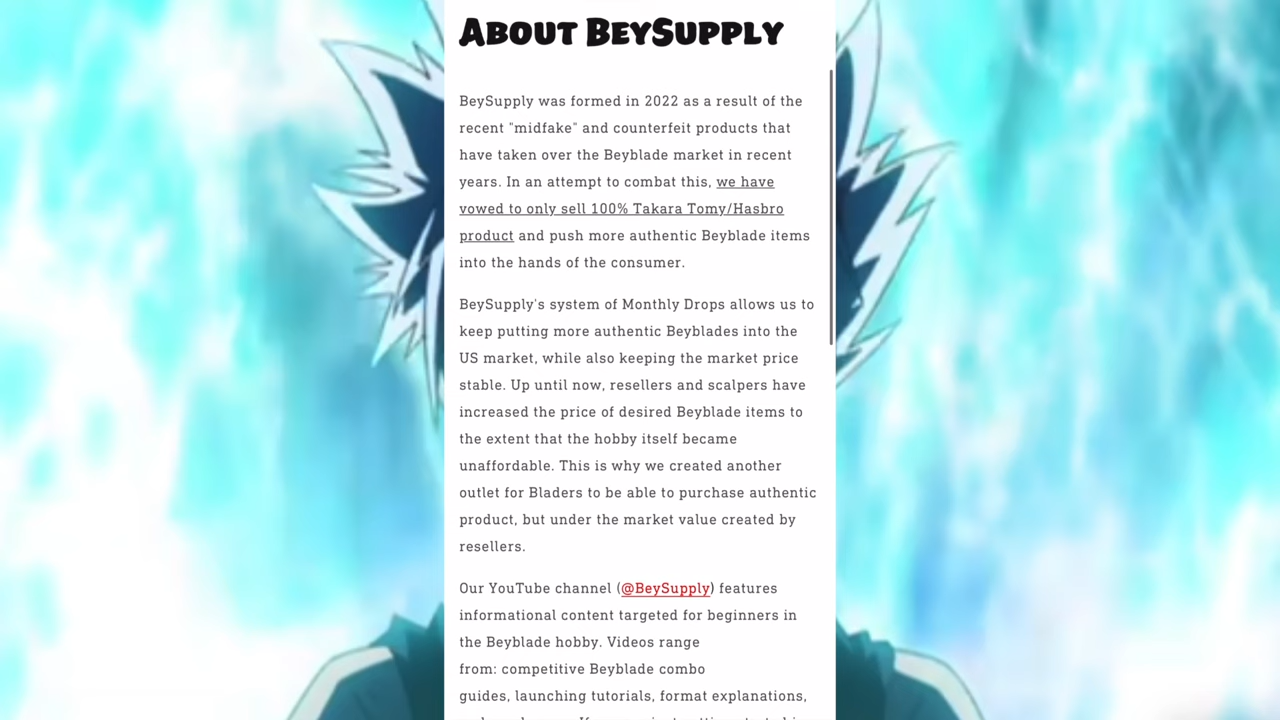 About BeySupply
BeySupply was formed in 2022 as a result of the
recent "midfake" and counterfeit products that
have taken over the Beyblade market in recent
years. In an attempt to combat this, we have
vowed to only sell 100% Takara Tomy/Hasbro
product and push more authentic Beyblade items
into the hands of the consumer.
BeySupply's system of Monthly Drops allows us to
keep putting more authentic Beyblades into the
US market, while also keeping the market price
stable. Up until now, resellers and scalpers have
increased the price of desired Beyblade items to
the extent that the hobby itself became
unaffordable. This is why we created another
outlet for Bladers to be able to purchase authentic
product, but under the market value created by
resellers.
Our YouTube channel (@BeySupply) features
informational content targeted for beginners in
the Beyblade hobby. Videos range
from: competitive Beyblade combo
guides, launching tutorials, format explanations,